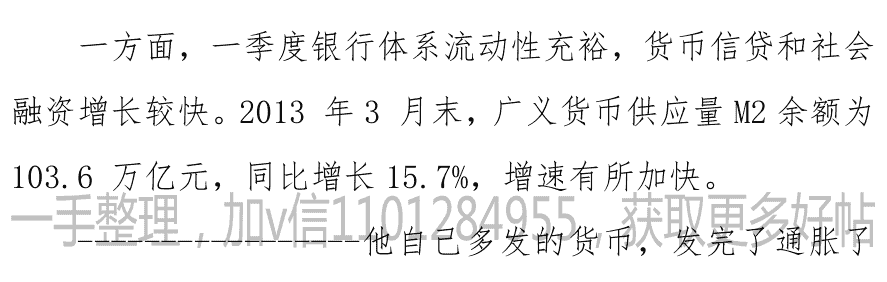 一方面，一季度银行体系流动性充裕，货币信贷和社会
融资增长较快。2013 年 3 月末，广义货币供应量 M2 余额为
103.6 万亿元，同比增长 15.7%，增速有所加快。
一手整理，加v信1101284955，获取更多好帖
-----------------他自己多发的货币，发完了通胀了